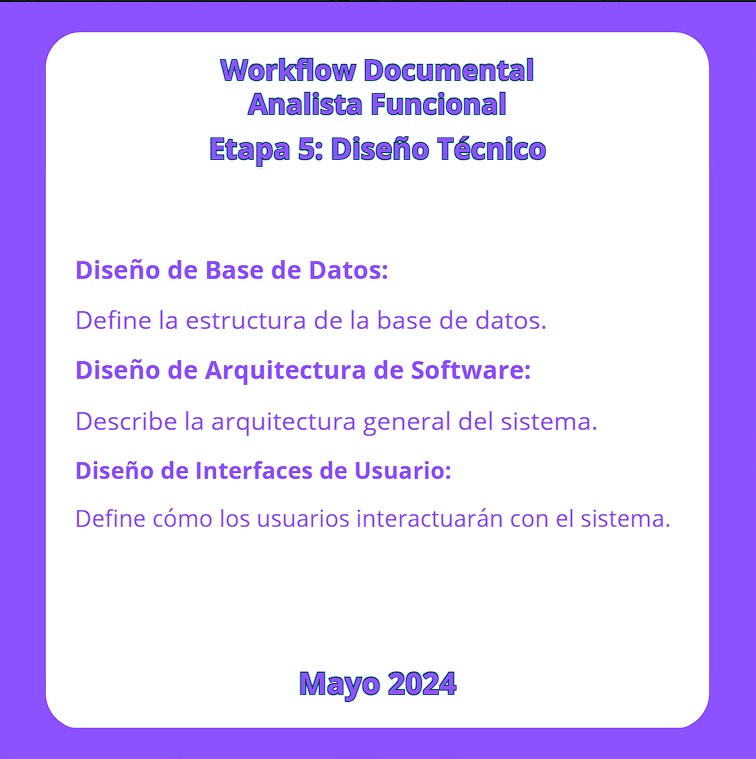 Workflow Documental
Analista Funcional
Etapa 5: Diseño Técnico
Diseño de Base de Datos:
Define la estructura de la base de datos.
Diseño de Arquitectura de Software:
Describe la arquitectura general del sistema.
Diseño de Interfaces de Usuario:
Define cómo los usuarios interactuarán con el sistema.
Mayo 2024